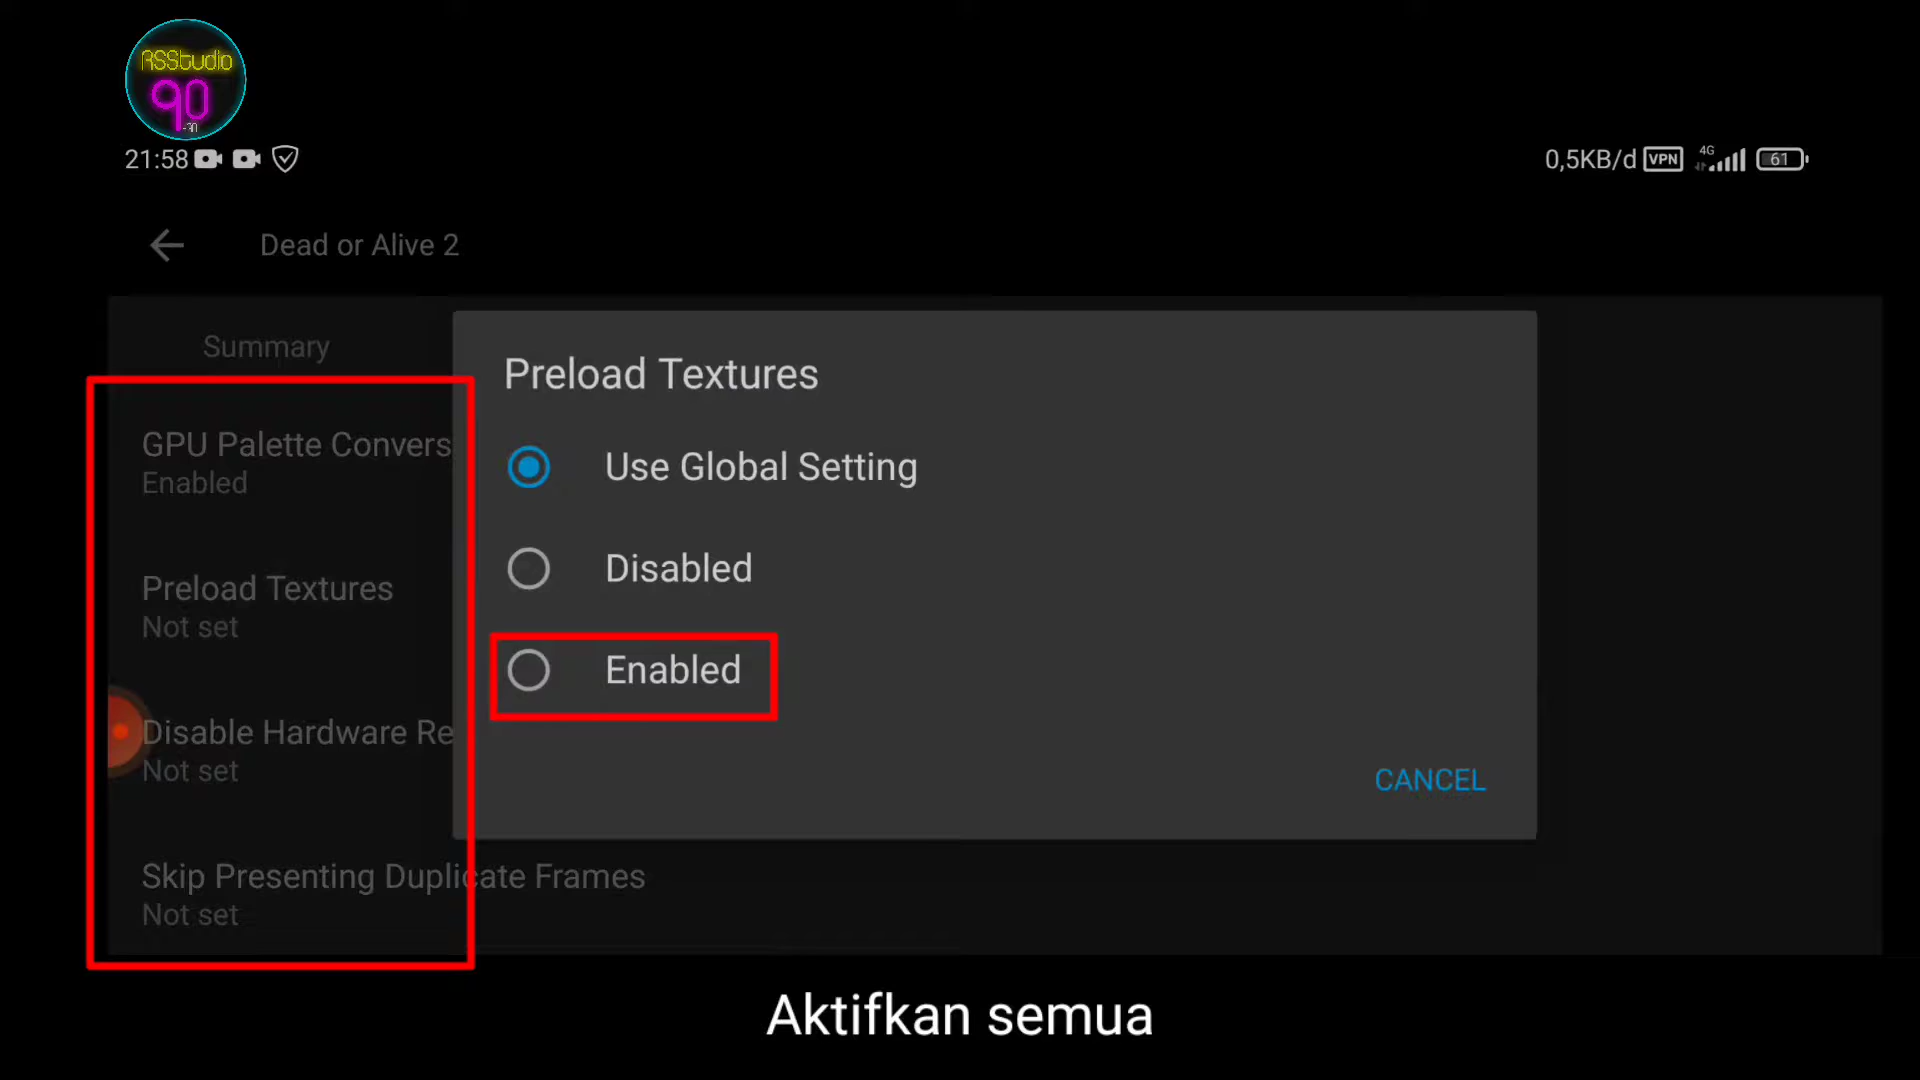 RSStudio
90
-30
21:58
0,5KB/d VPN 4G 61
Dead or Alive 2
Summary
Preload Textures
GPU Palette Convers
Enabled
Use Global Setting
Disabled
Preload Textures
Not set
Enabled
Disable Hardware Re
Not set
CANCEL
Skip Presenting Duplicate Frames
Not set
Aktifkan semua